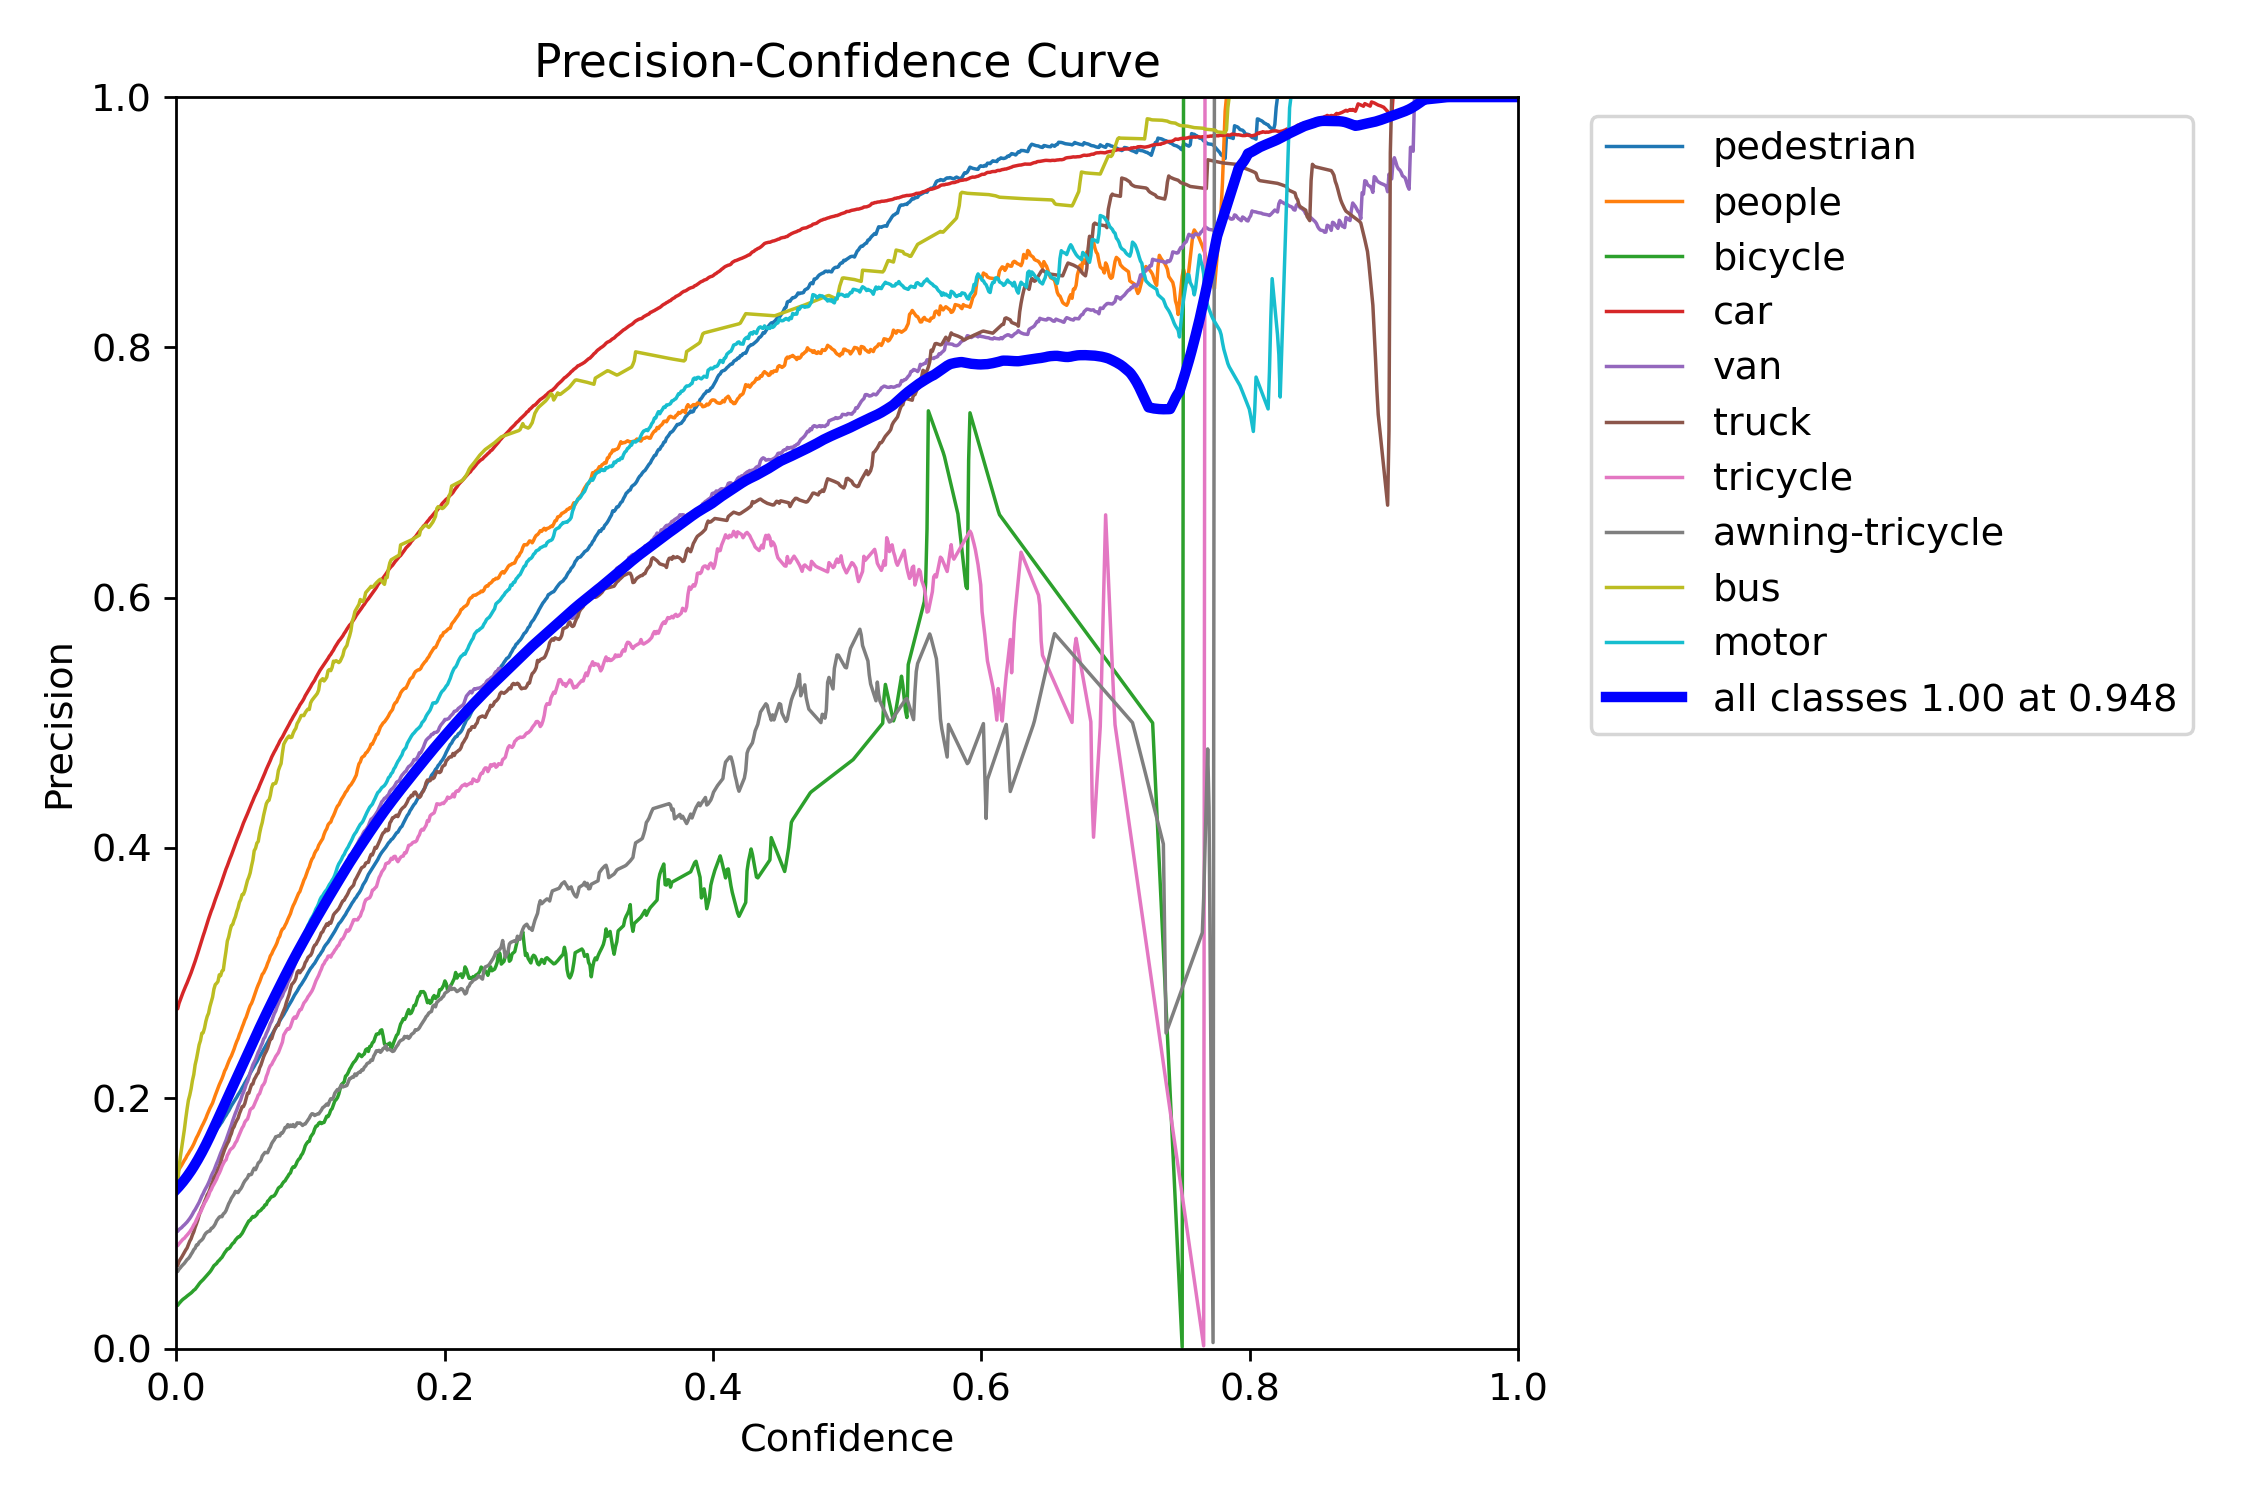 Precision-Confidence Curve
1.0
0.8
0.6
0.4
0.2
0.0
Precision
0.0 0.2 0.4 0.6 0.8 1.0
Confidence
pedestrian
people
bicycle
car
van
truck
tricycle
awning-tricycle
bus
motor
all classes 1.00 at 0.948